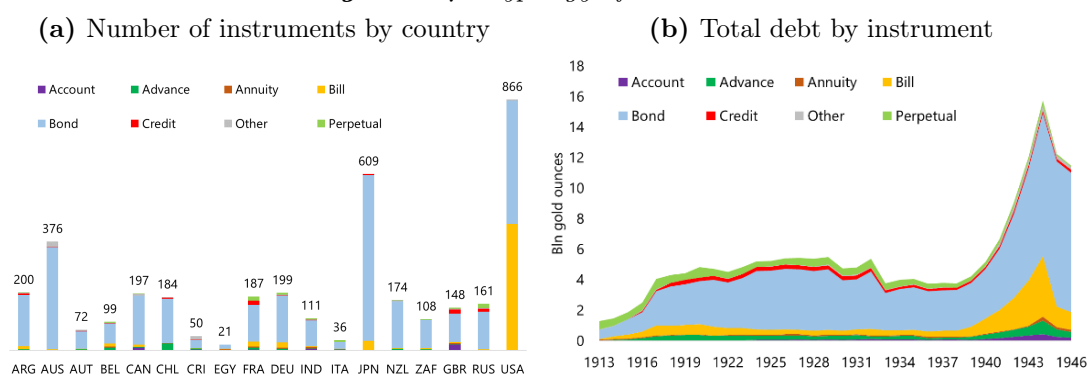 (a) Number of instruments by country
Account Advance Annuity Bill
Bond Credit Other Perpetual
200 376 72 99 197 184 50 21 187 199 111 36 609 174 108 148 161 866
ARG AUS AUT BEL CAN CHL CRI EGY FRA DEU IND ITA JPN NZL ZAF GBR RUS USA
(b) Total debt by instrument
Account Advance Annuity Bill
Bond Credit Other Perpetual
Bln gold ounces
18
16
14
12
10
8
6
4
2
0
1913 1916 1919 1922 1925 1928 1931 1934 1937 1940 1943 1946